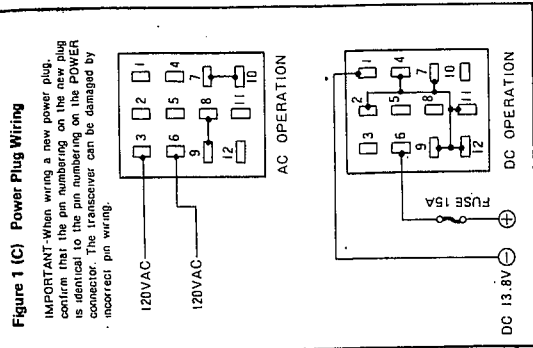 Figure 1 (C) Power Plug Wiring
IMPORTANT-When wiring a new power plug,
confirm that the pin numbering on the new plug
is identical to the pin numbering on the POWER
connector. The transceiver can be damaged by
incorrect pin wiring.
120VAC
120VAC
3 2 1
6 5 4
9 8 7
12 11 10
AC OPERATION
3 2 1
6 5 4
9 8 7
12 11 10
FUSE 15A
DC 13.8V
DC OPERATION